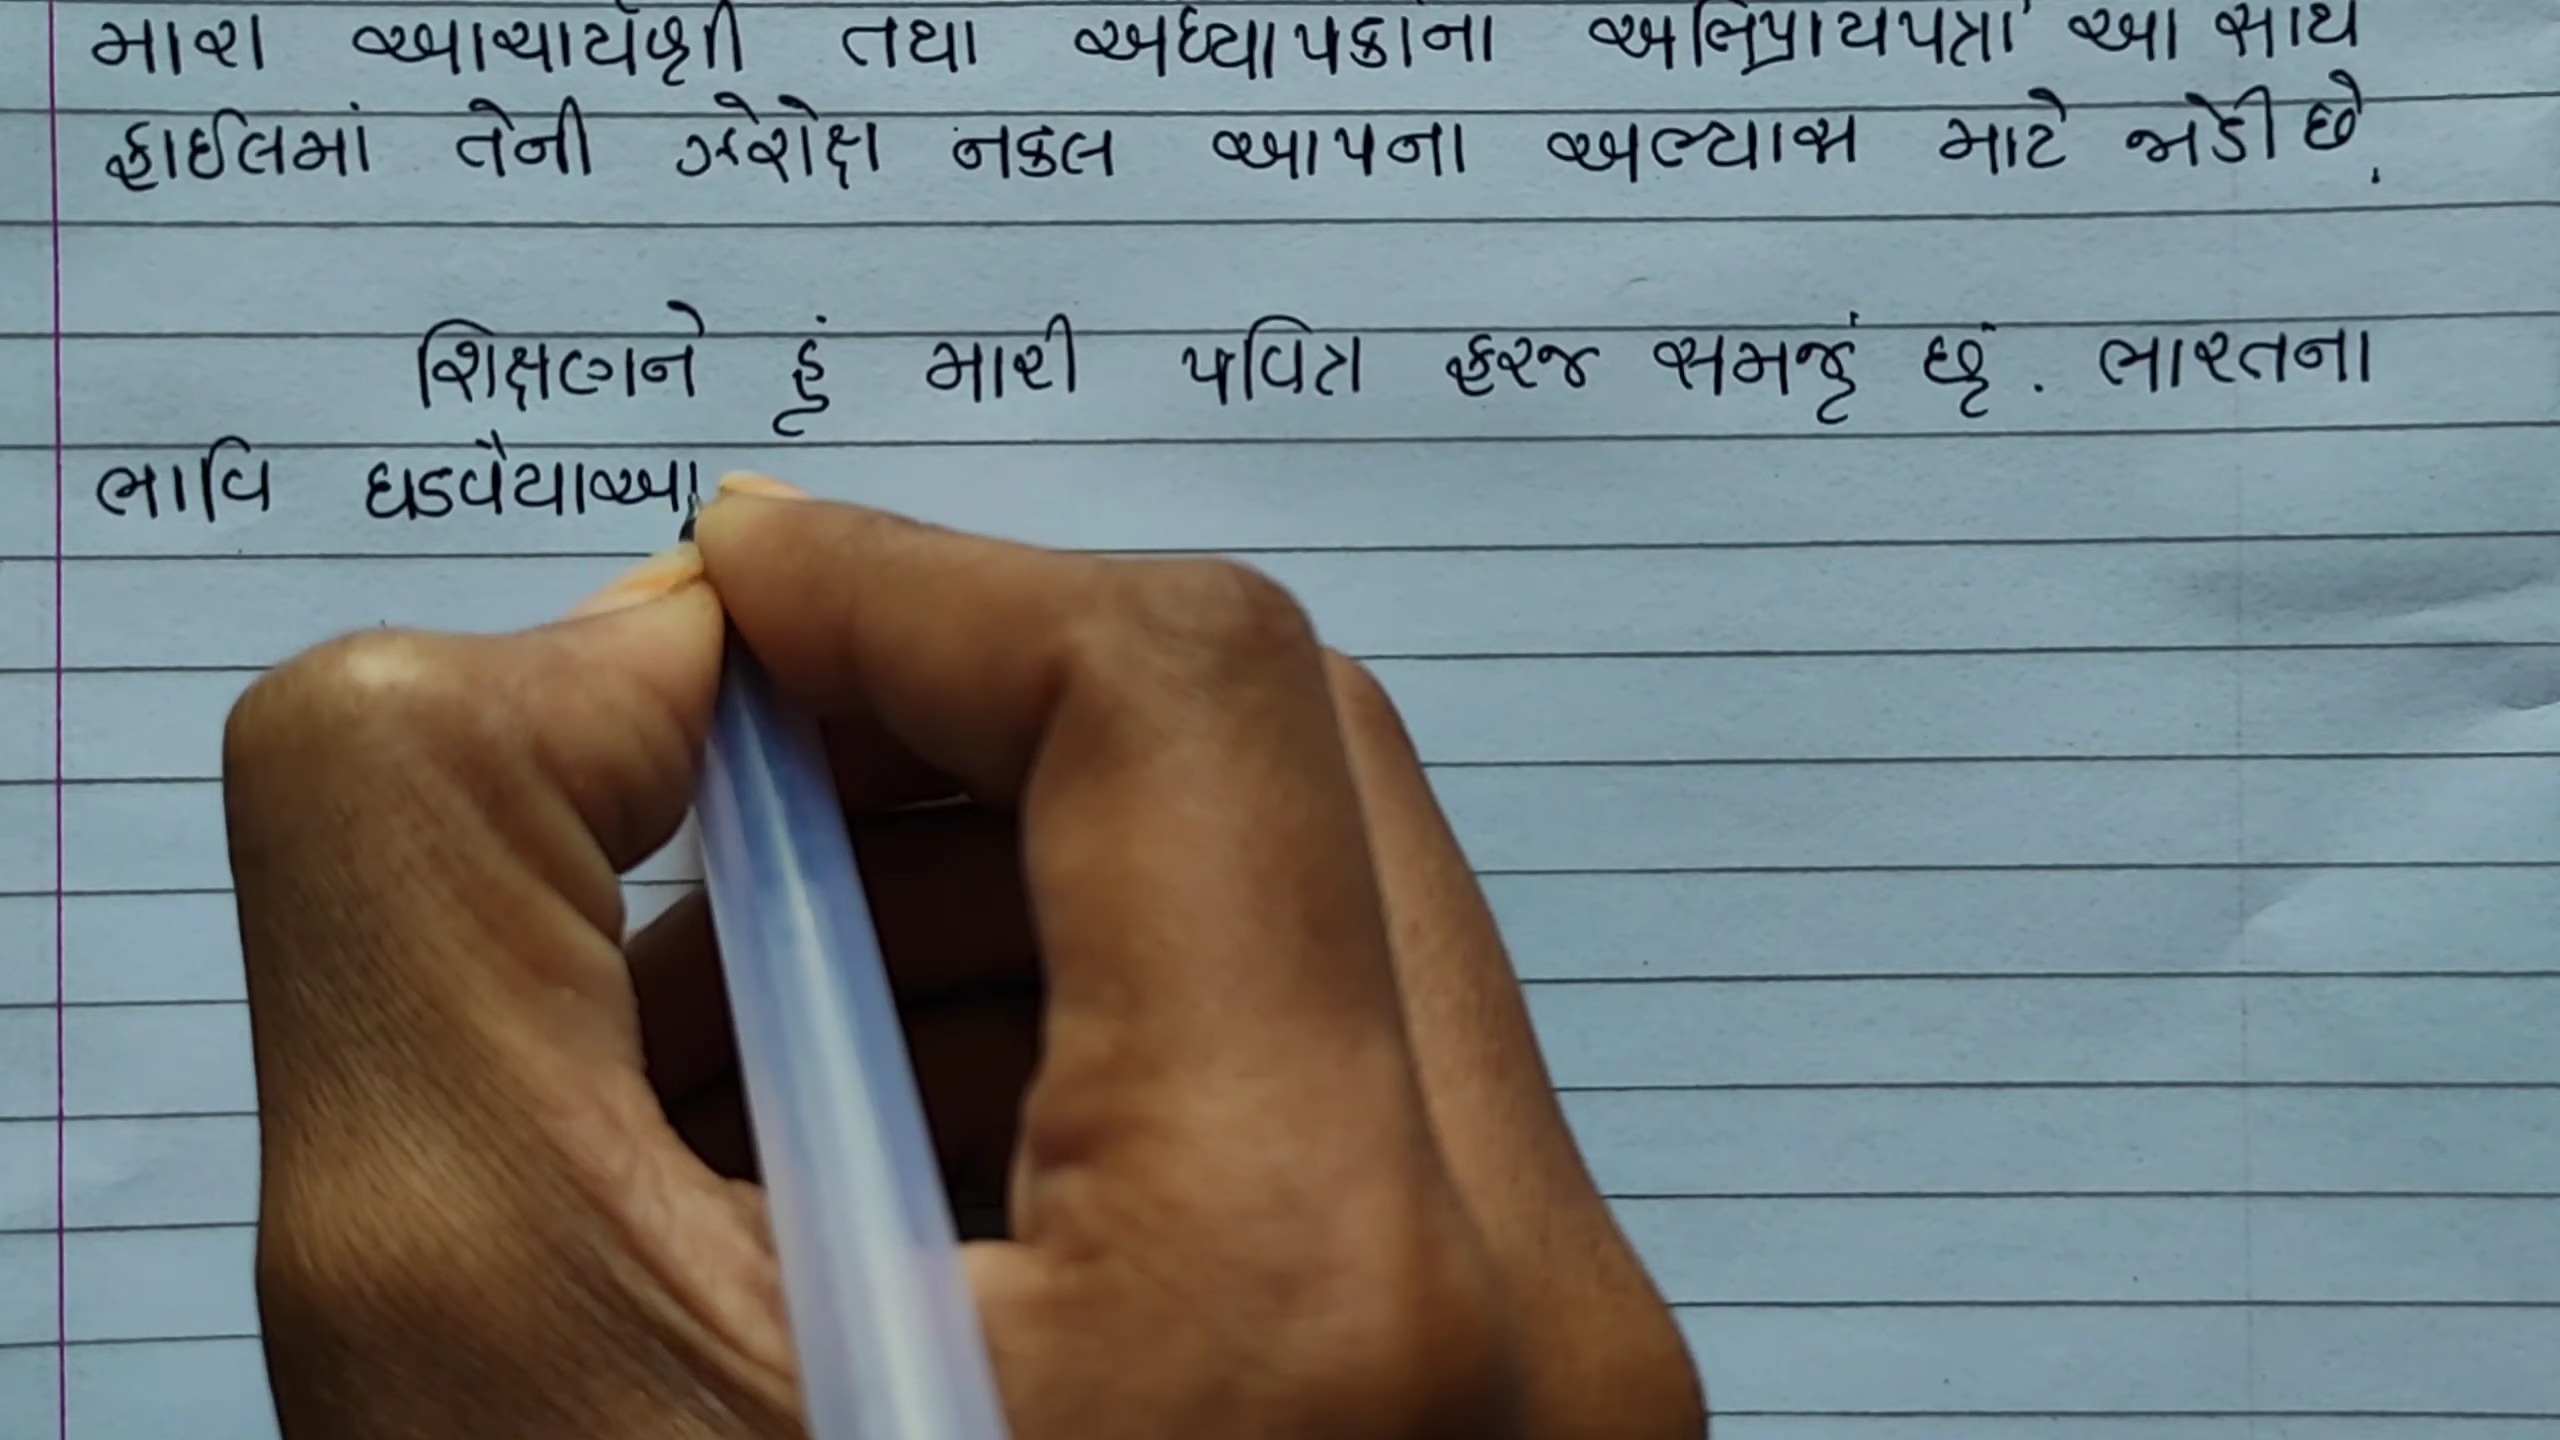 મારા આચાર્યશ્રી તથા અધ્યાપકોના અભિપ્રાયપત્રો આ સાથે
ફાઈલમાં તેની ઝેરોક્ષ નકલ આપના અભ્યાસ માટે જોડી છે.
શિક્ષણને હું મારી પવિત્ર ફરજ સમજું છું. ભારતના
ભાવિ ઘડવૈયાઆ